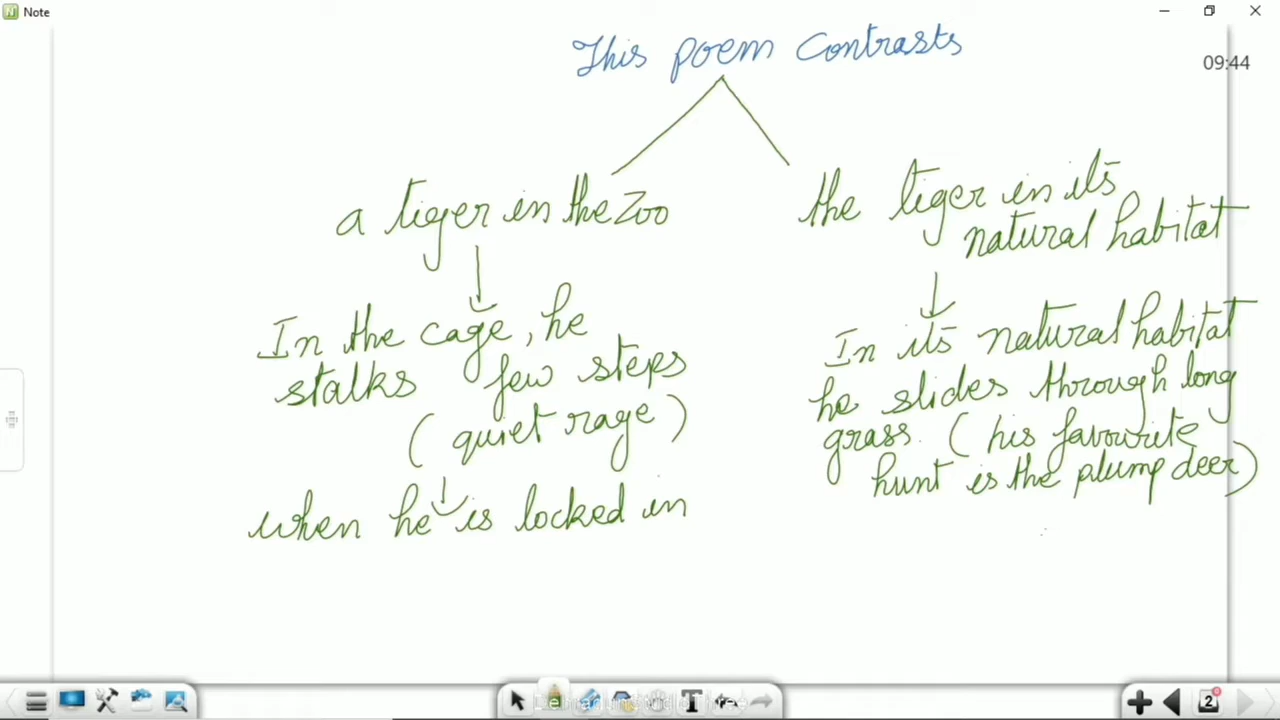 Note
This poem Contrasts
09:44
a tiger in the Zoo
the tiger in its
natural habitat
In the cage, he
stalks few steps
(quiet rage)
when he is locked in
In its natural habitat
he slides through long
grass. (his favourite
hunt is the plump deer)
2